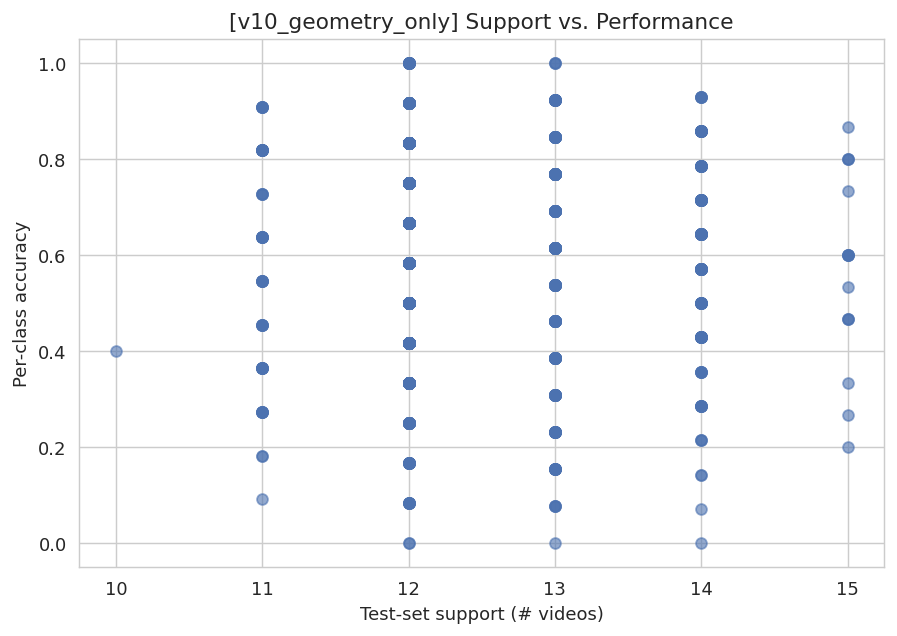 [v10_geometry_only] Support vs. Performance
1.0
0.8
0.6
0.4
0.2
0.0
Per-class accuracy
10 11 12 13 14 15
Test-set support (# videos)